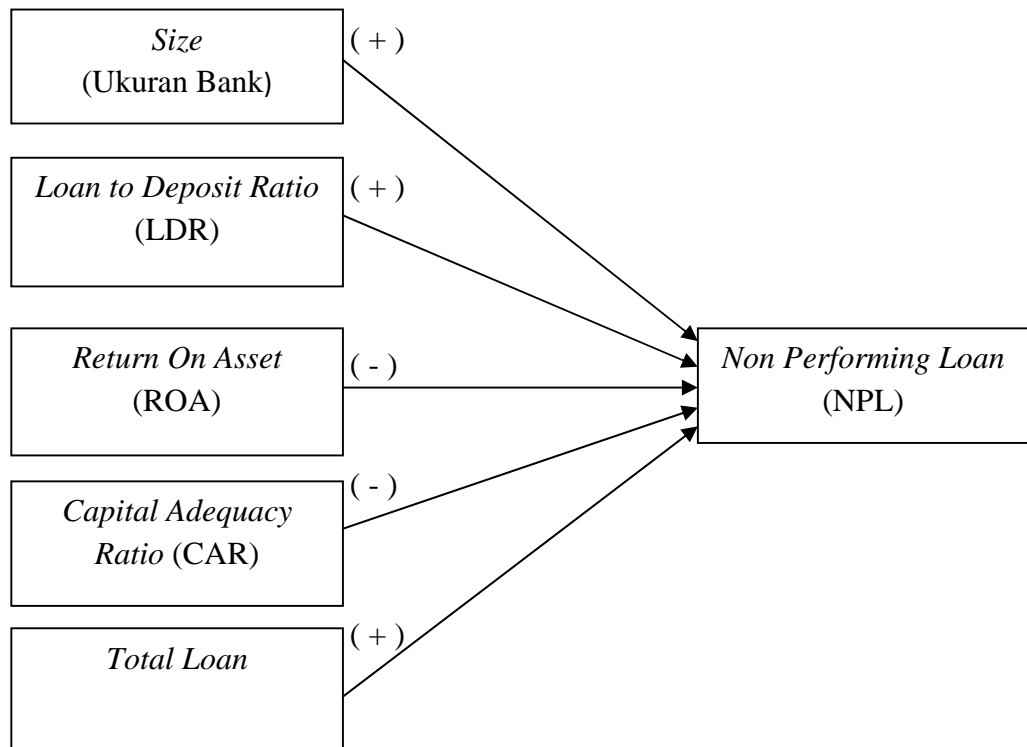 Size
(Ukuran Bank)
( + )
Loan to Deposit Ratio
(LDR)
( + )
Return On Asset
(ROA)
( - )
Non Performing Loan
(NPL)
Capital Adequacy
Ratio (CAR)
( - )
Total Loan
( + )